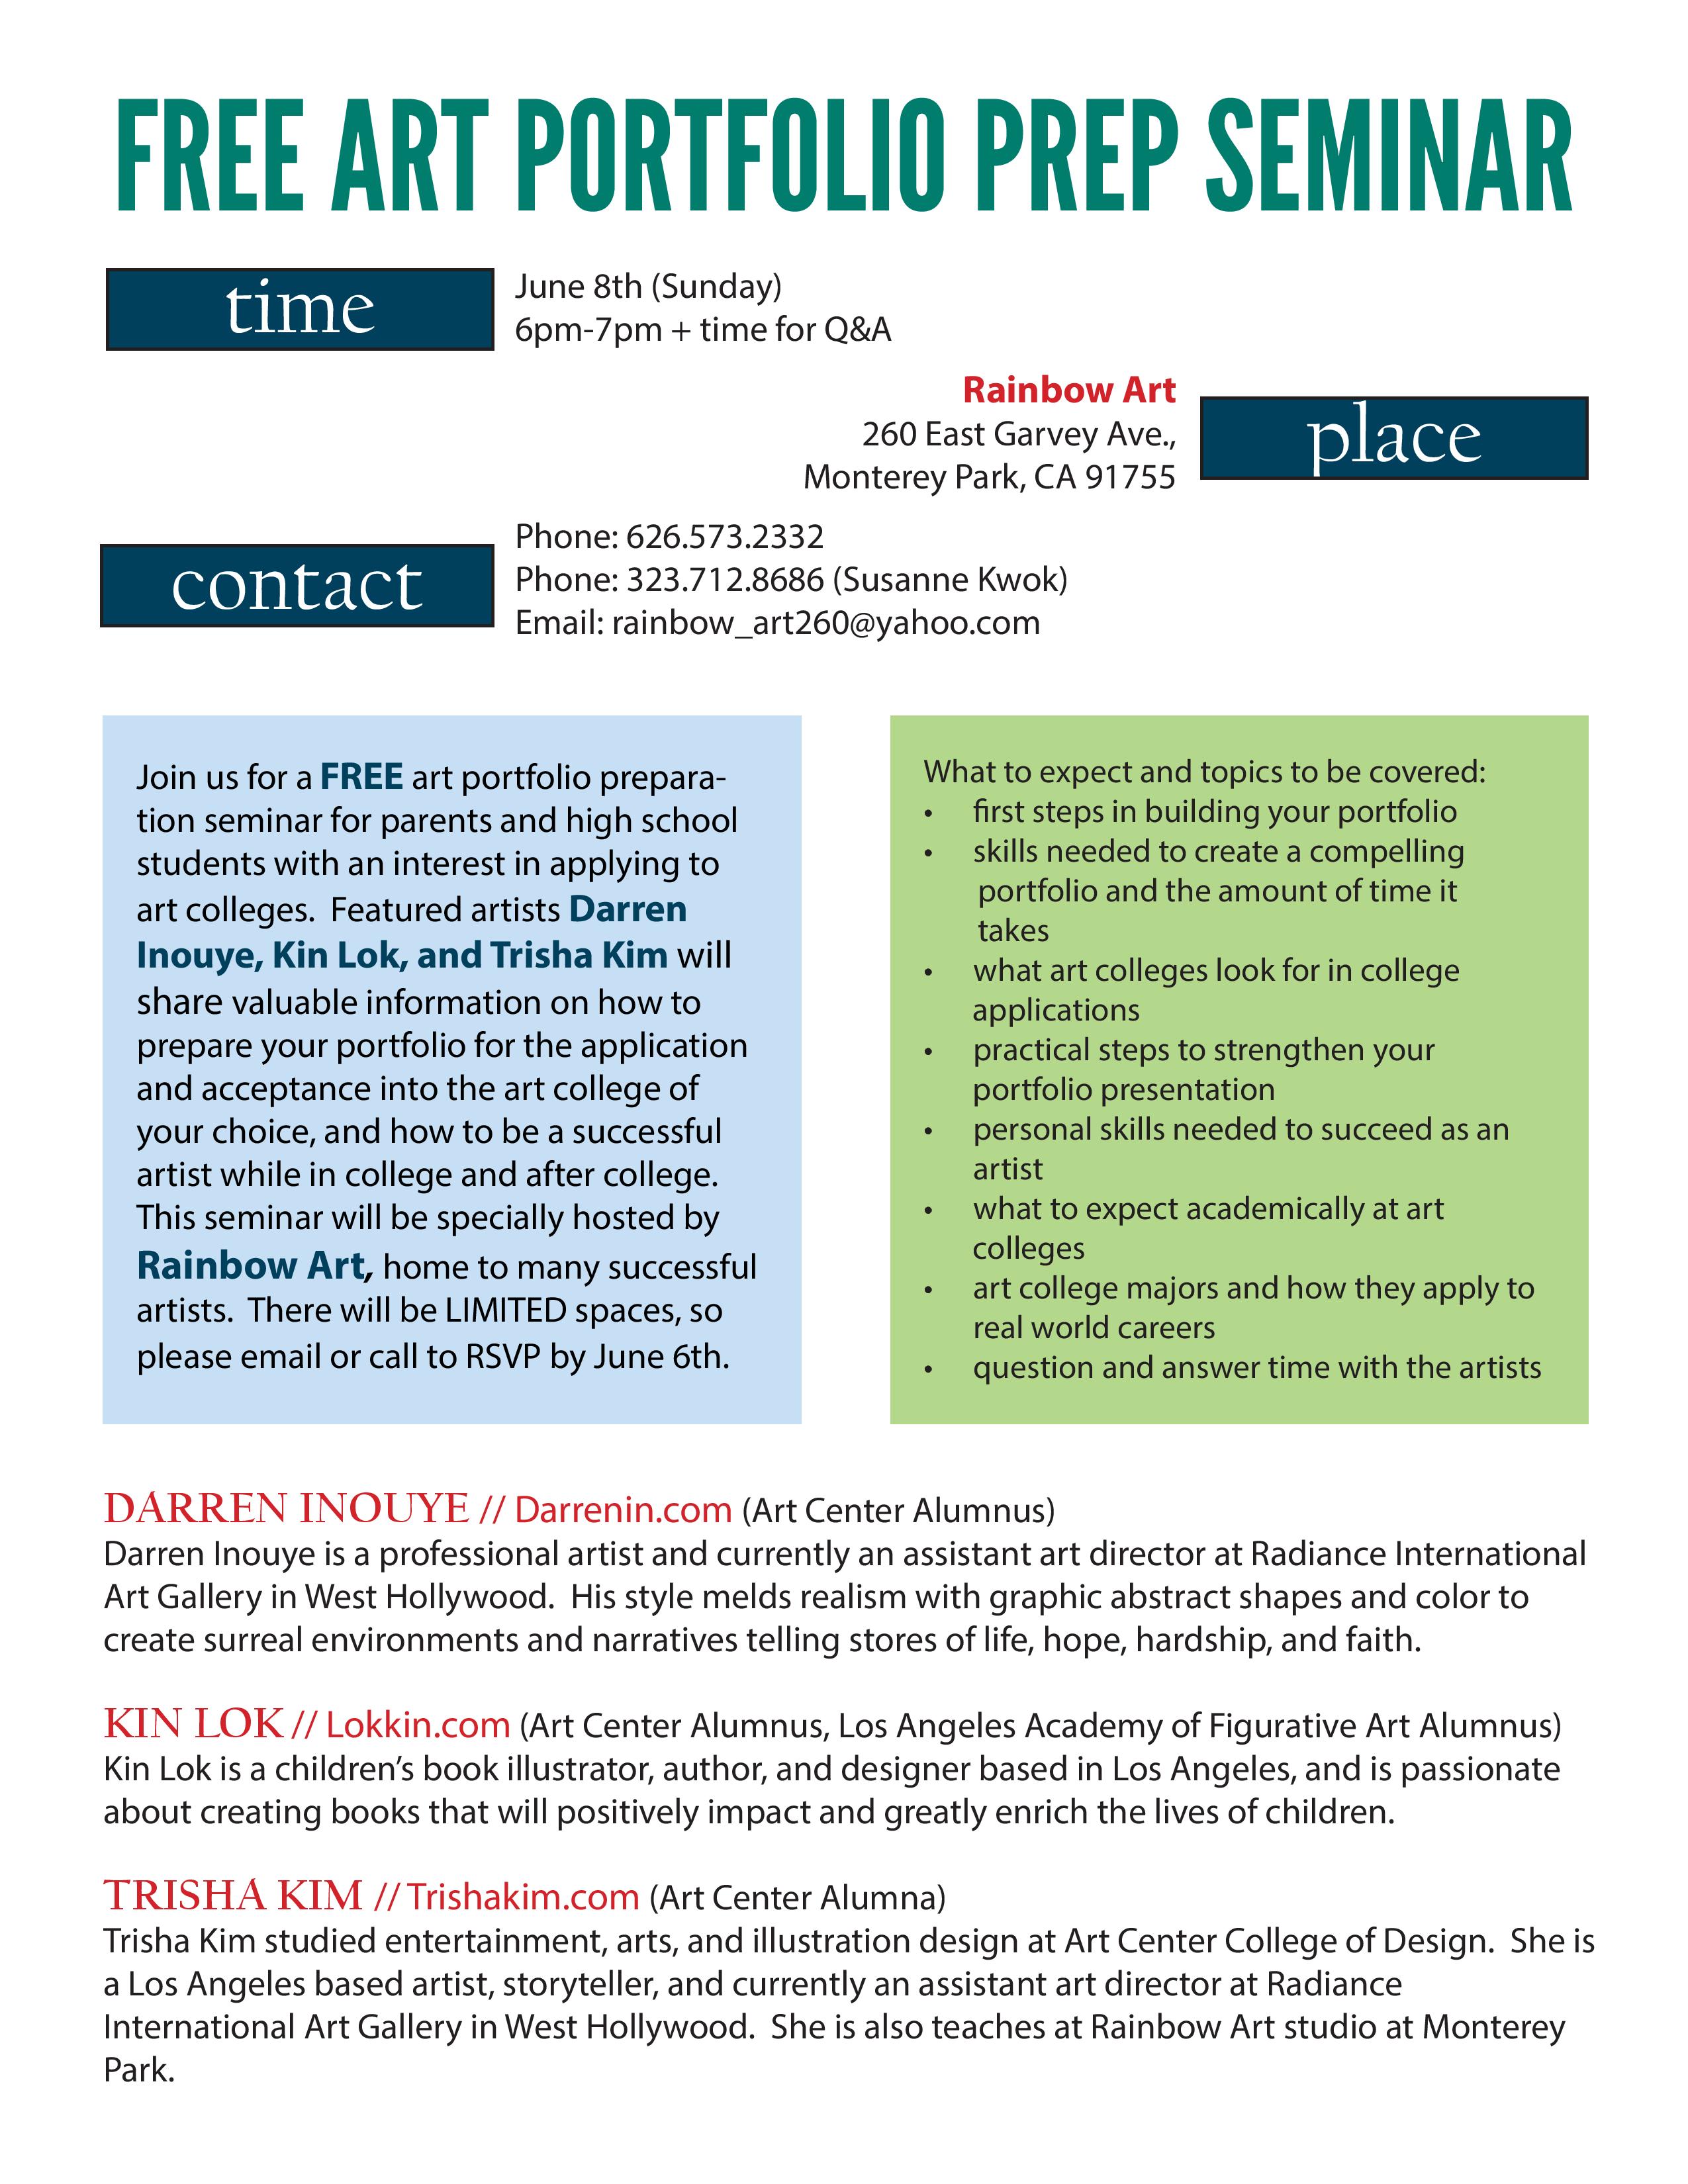 FREE ART PORTFOLIO PREP SEMINAR
time
June 8th (Sunday)
6pm-7pm + time for Q&A
Rainbow Art
260 East Garvey Ave.,
Monterey Park, CA 91755
place
contact
Phone: 626.573.2332
Phone: 323.712.8686 (Susanne Kwok)
Email: rainbow_art260@yahoo.com
Join us for a FREE art portfolio prepara-
tion seminar for parents and high school
students with an interest in applying to
art colleges.  Featured artists Darren
Inouye, Kin Lok, and Trisha Kim will
share valuable information on how to
prepare your portfolio for the application
and acceptance into the art college of
your choice, and how to be a successful
artist while in college and after college.
This seminar will be specially hosted by
Rainbow Art, home to many successful
artists.  There will be LIMITED spaces, so
please email or call to RSVP by June 6th.
What to expect and topics to be covered:
• first steps in building your portfolio
• skills needed to create a compelling
portfolio and the amount of time it
takes
• what art colleges look for in college
applications
• practical steps to strengthen your
portfolio presentation
• personal skills needed to succeed as an
artist
• what to expect academically at art
colleges
• art college majors and how they apply to
real world careers
• question and answer time with the artists
DARREN INOUYE // Darrenin.com (Art Center Alumnus)
Darren Inouye is a professional artist and currently an assistant art director at Radiance International
Art Gallery in West Hollywood.  His style melds realism with graphic abstract shapes and color to
create surreal environments and narratives telling stores of life, hope, hardship, and faith.
KIN LOK // Lokkin.com (Art Center Alumnus, Los Angeles Academy of Figurative Art Alumnus)
Kin Lok is a children’s book illustrator, author, and designer based in Los Angeles, and is passionate
about creating books that will positively impact and greatly enrich the lives of children.
TRISHA KIM // Trishakim.com (Art Center Alumna)
Trisha Kim studied entertainment, arts, and illustration design at Art Center College of Design.  She is
a Los Angeles based artist, storyteller, and currently an assistant art director at Radiance
International Art Gallery in West Hollywood.  She is also teaches at Rainbow Art studio at Monterey
Park.